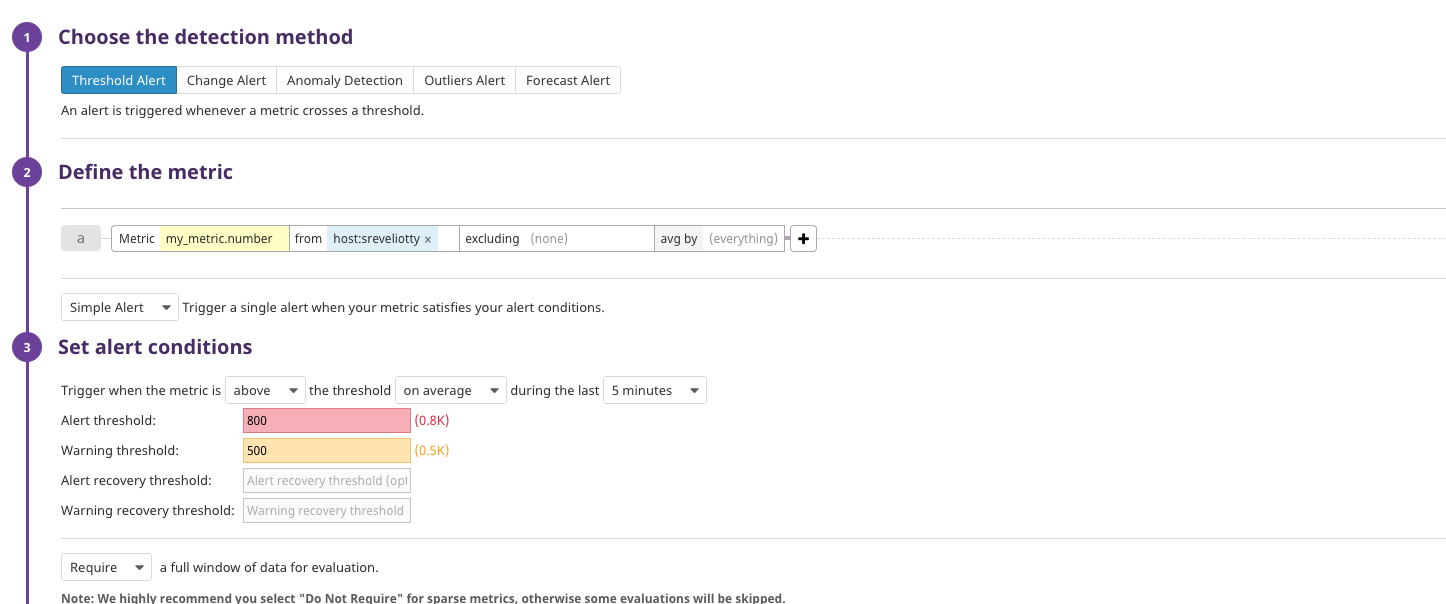 1 Choose the detection method
Threshold Alert Change Alert Anomaly Detection Outliers Alert Forecast Alert
An alert is triggered whenever a metric crosses a threshold.
2 Define the metric
a Metric my_metric.number from host:sreveliotty × excluding (none) avg by (everything) +
Simple Alert Trigger a single alert when your metric satisfies your alert conditions.
3 Set alert conditions
Trigger when the metric is above the threshold on average during the last 5 minutes
Alert threshold: 800 (0.8K)
Warning threshold: 500 (0.5K)
Alert recovery threshold: Alert recovery threshold (opt
Warning recovery threshold: Warning recovery threshold
Require a full window of data for evaluation.
Note: We highly recommend you select "Do Not Require" for sparse metrics, otherwise some evaluations will be skipped.